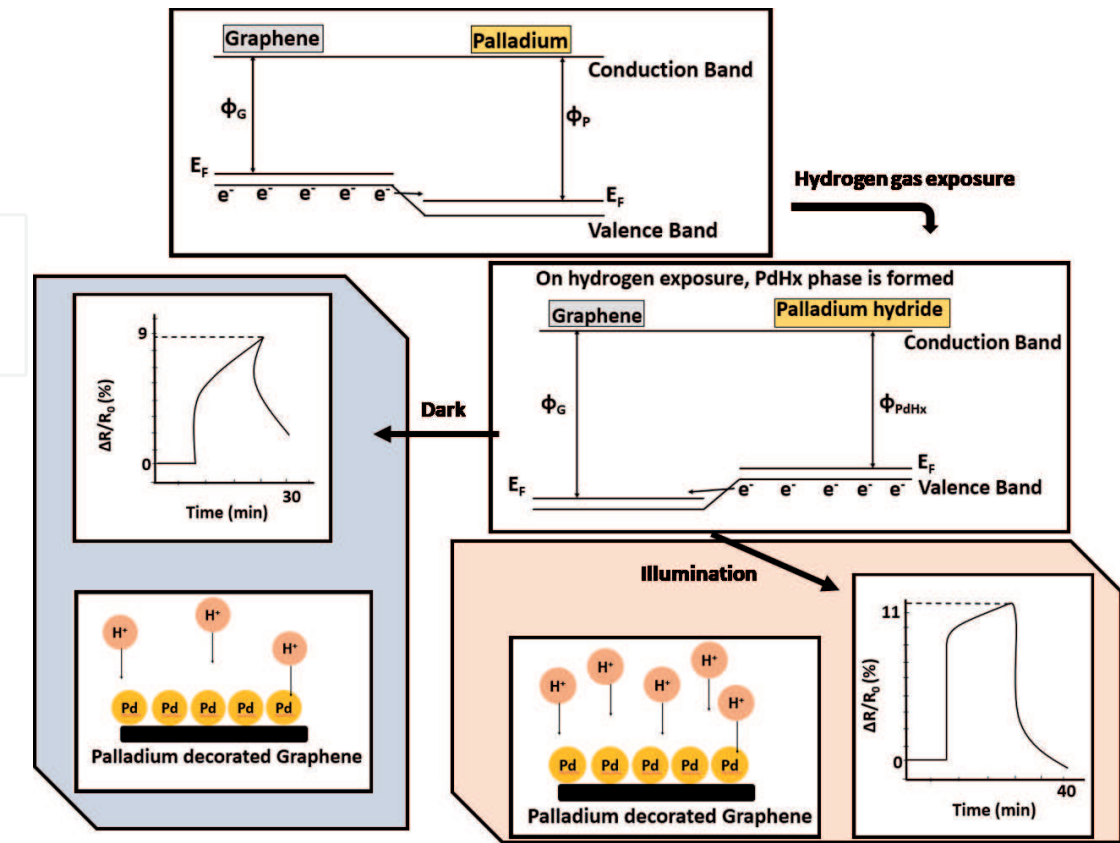 Graphene
Palladium
Conduction Band
ΦG
ΦP
EF
e- e- e- e- e-
EF
Valence Band
Hydrogen gas exposure
On hydrogen exposure, PdHx phase is formed
Graphene
Palladium hydride
Conduction Band
ΦG
ΦPdHx
EF
EF
e- e- e- e- e-
Valence Band
Dark
9
ΔR/R0 (%)
0
30
Time (min)
H+
H+
H+
Pd Pd Pd Pd Pd
Palladium decorated Graphene
Illumination
H+
H+
H+
H+
H+
Pd Pd Pd Pd Pd
Palladium decorated Graphene
11
ΔR/R0 (%)
0
40
Time (min)